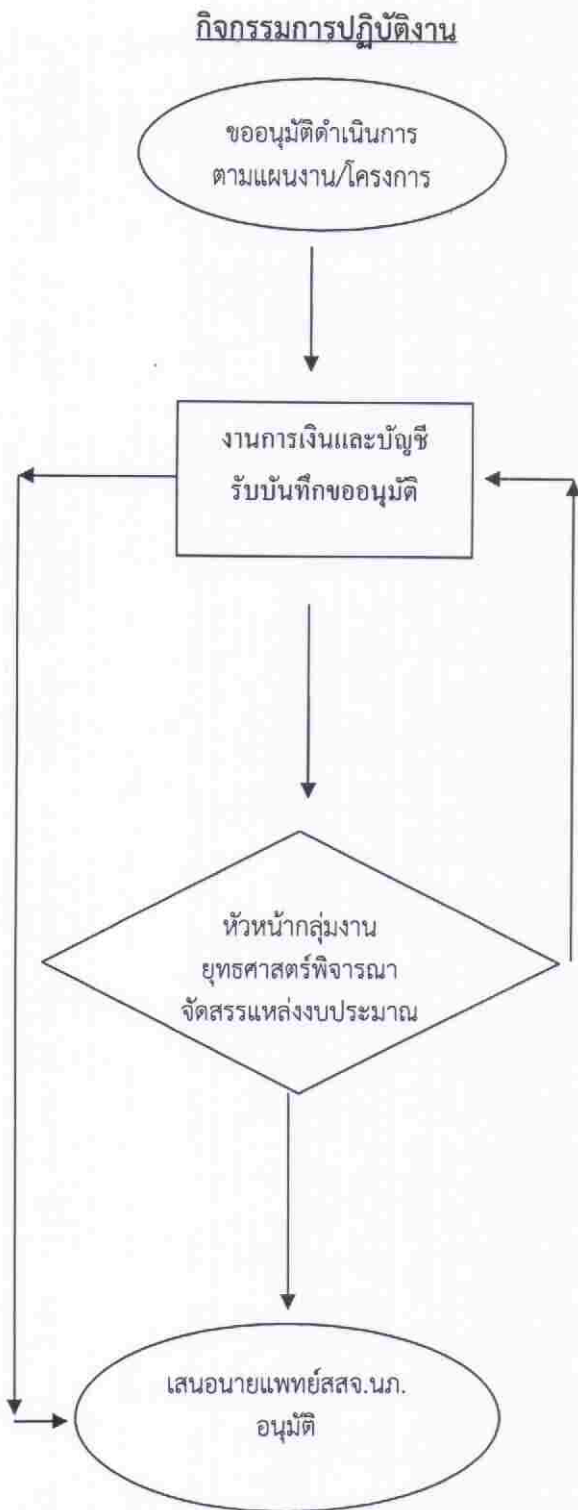 กิจกรรมการปฏิบัติงาน
ขออนุมัติดำเนินการ
ตามแผนงาน/โครงการ
งานการเงินและบัญชี
รับบันทึกขออนุมัติ
หัวหน้ากลุ่มงาน
ยุทธศาสตร์พิจารณา
จัดสรรแหล่งงบประมาณ
เสนอนายแพทย์สสจ.นภ.
อนุมัติ